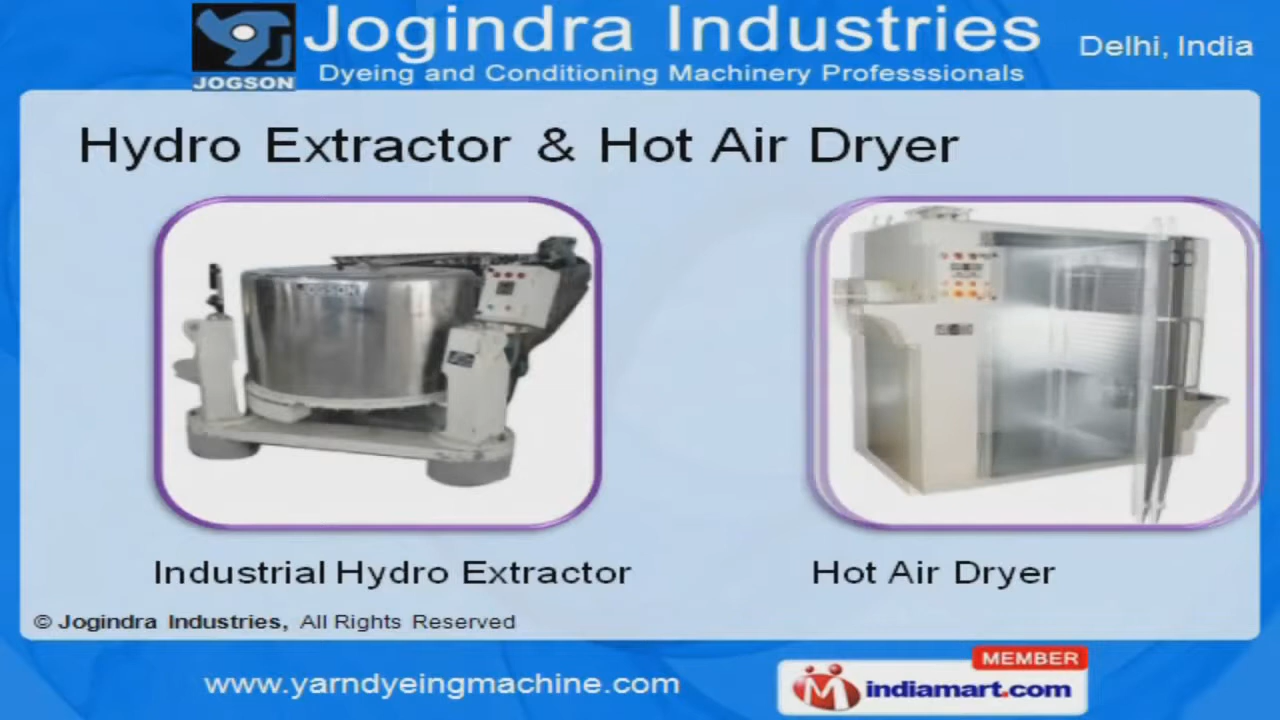 Jogindra Industries
Delhi, India
Dyeing and Conditioning Machinery Professsionals
JOGSON
Hydro Extractor & Hot Air Dryer
JOGSON
Industrial Hydro Extractor
Hot Air Dryer
© Jogindra Industries, All Rights Reserved
www.yarndyeingmachine.com
MEMBER
indiamart.com